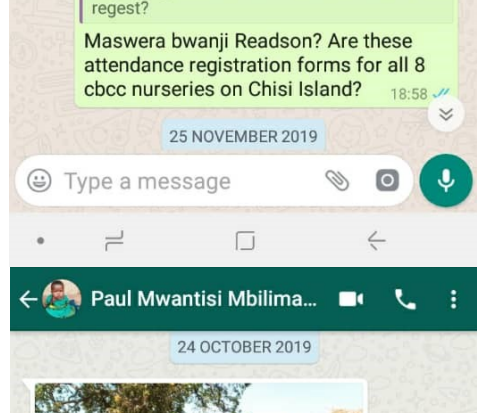 regest?
Maswera bwanji Readson? Are these
attendance registration forms for all 8
cbcc nurseries on Chisi Island?
18:58
25 NOVEMBER 2019
Type a message
Paul Mwantisi Mbilima...
24 OCTOBER 2019